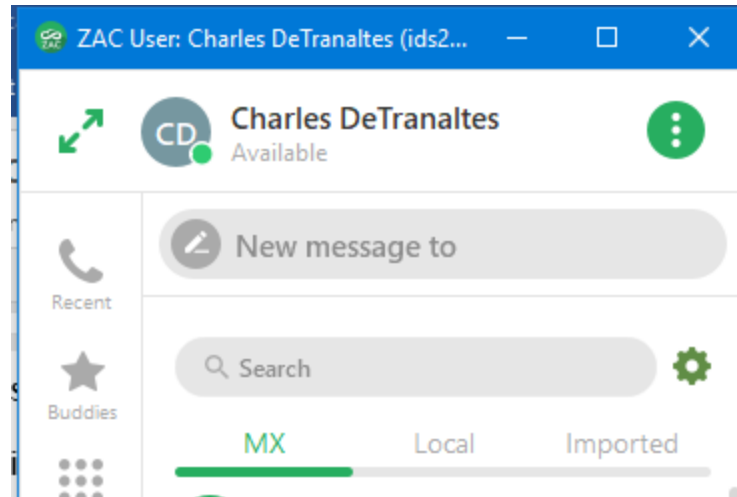 ZAC User: Charles DeTranaltes (ids2...
CD
Charles DeTranaltes
Available
New message to
Recent
Search
Buddies
MX Local Imported